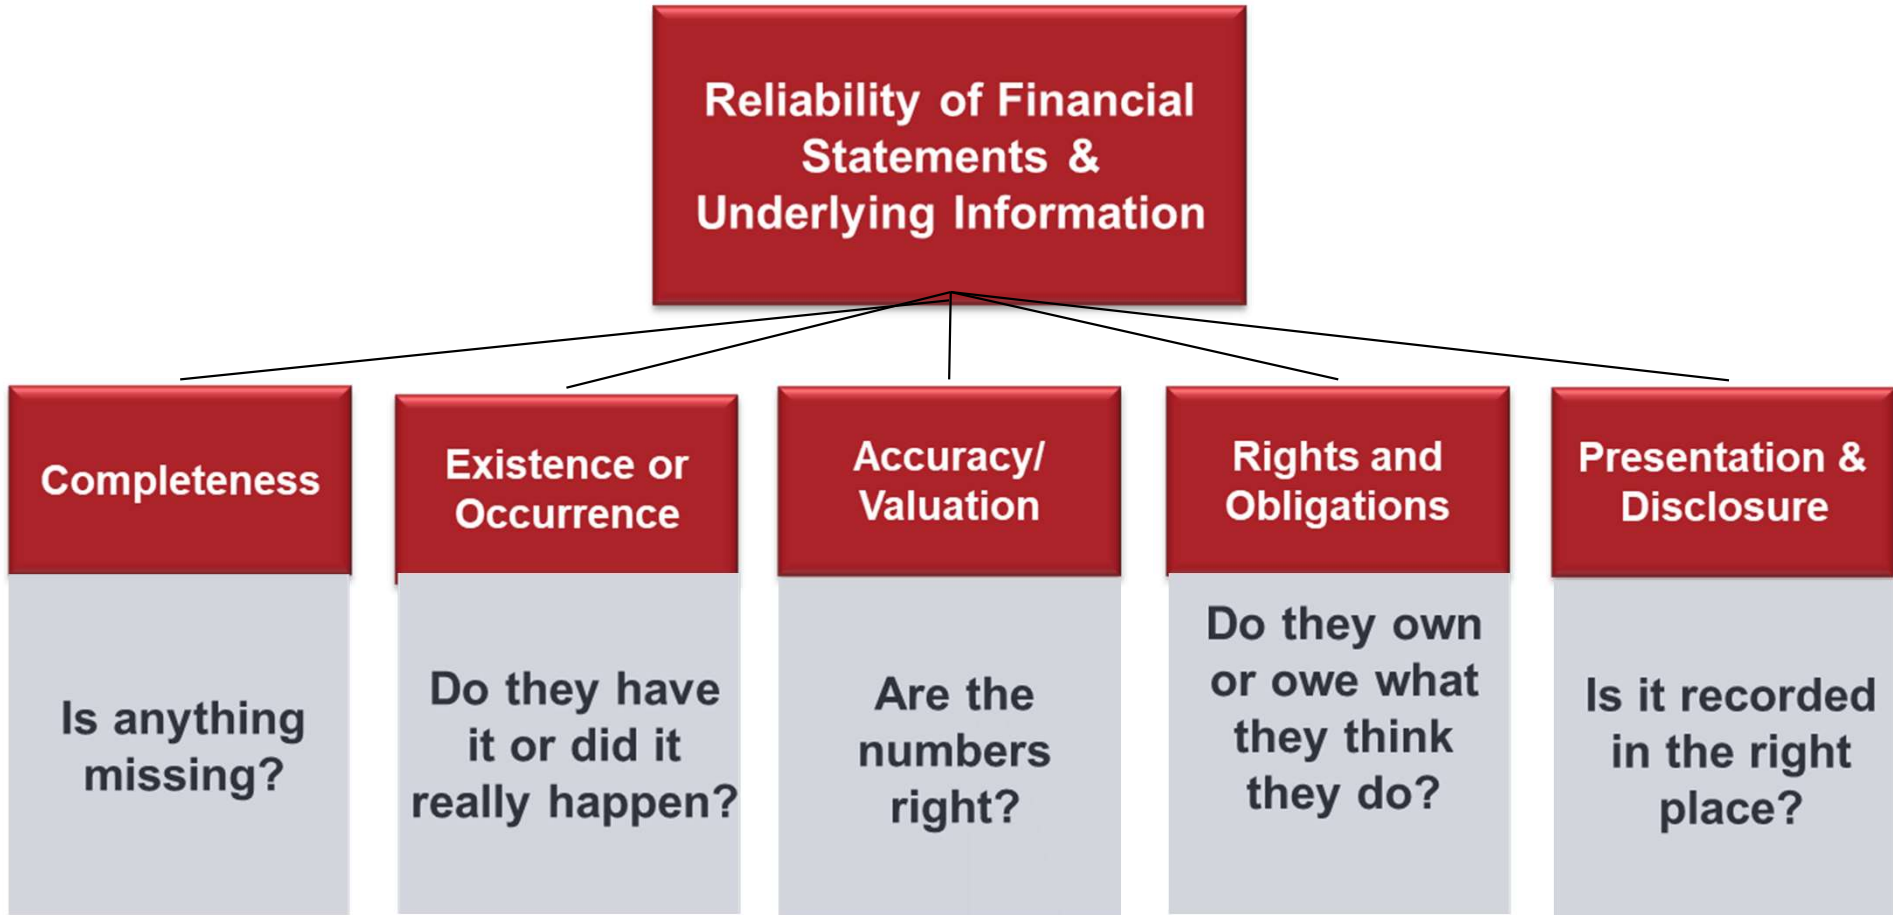 Reliability of Financial
Statements &
Underlying Information
Completeness
Is anything
missing?
Existence or
Occurrence
Do they have
it or did it
really happen?
Accuracy/
Valuation
Are the
numbers
right?
Rights and
Obligations
Do they own
or owe what
they think
they do?
Presentation &
Disclosure
Is it recorded
in the right
place?